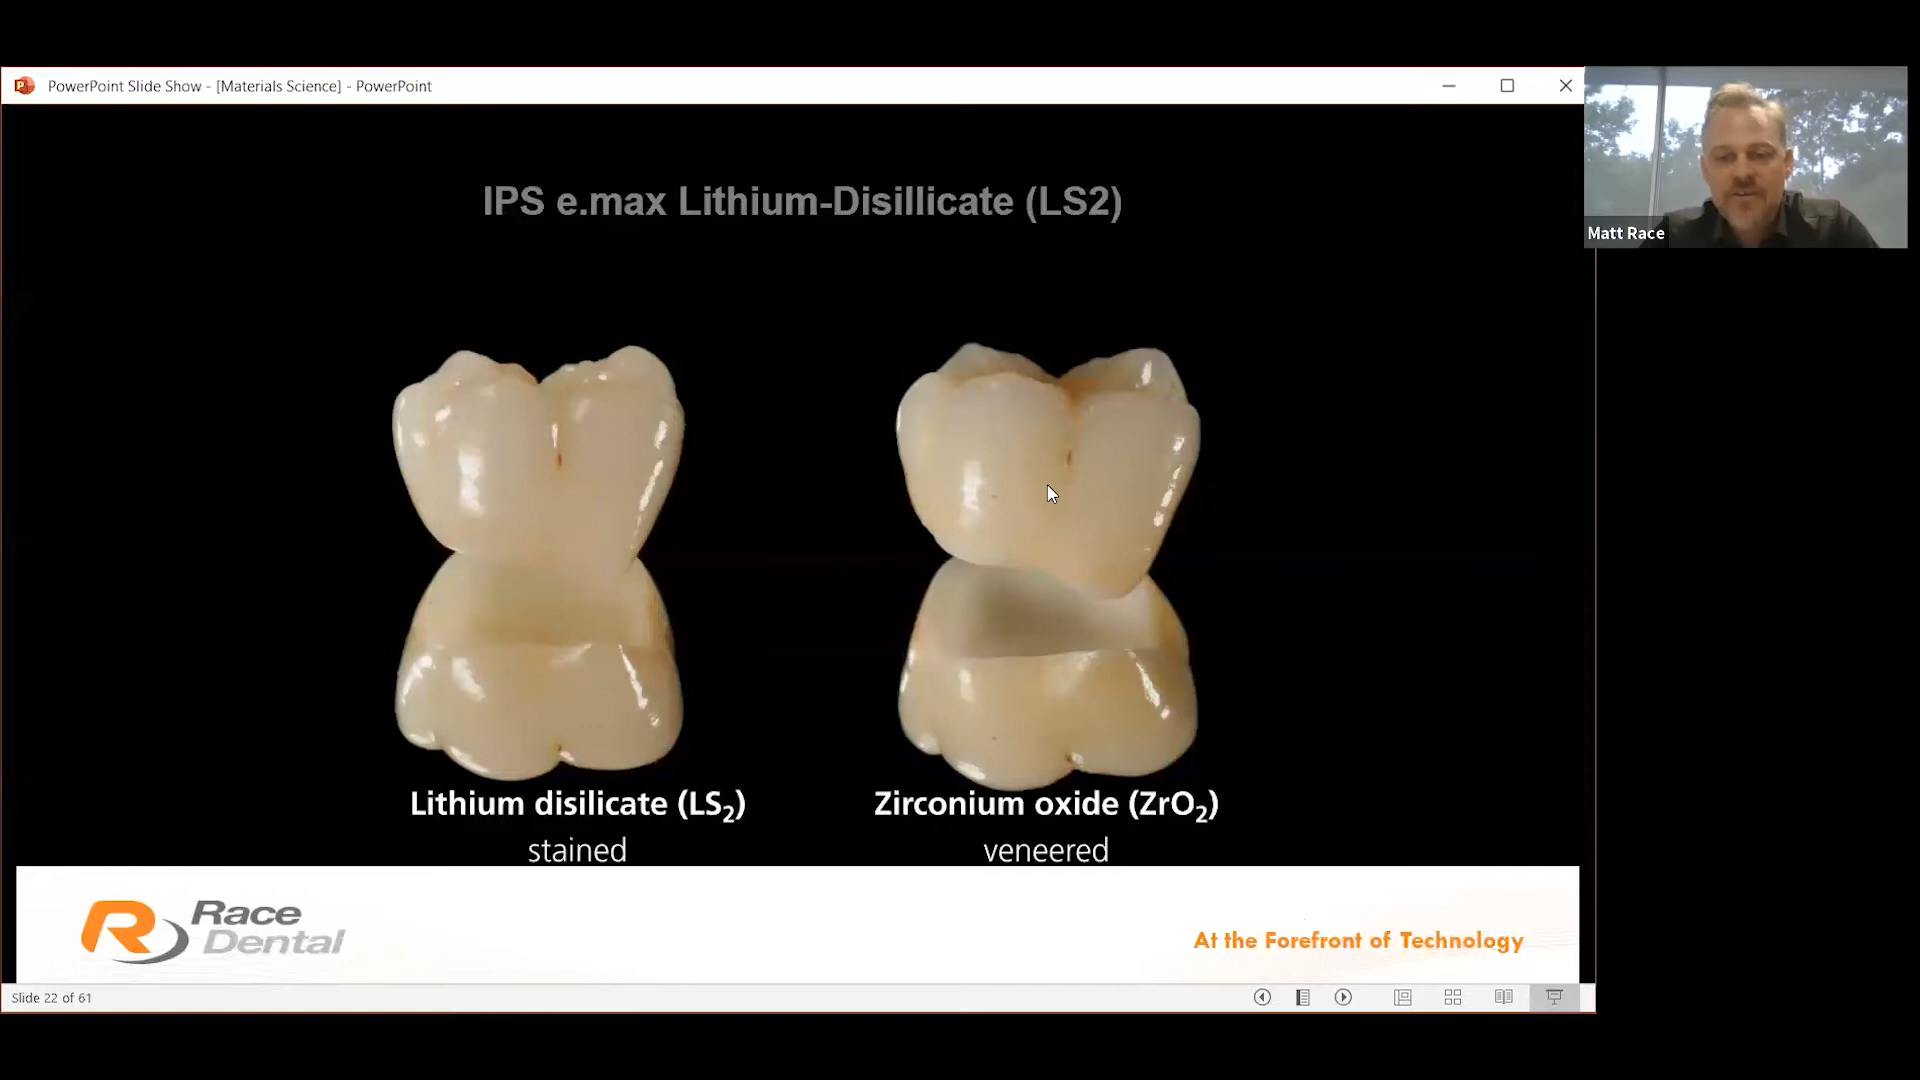 PowerPoint Slide Show - [Materials Science] - PowerPoint
Matt Race
IPS e.max Lithium-Disillicate (LS2)
Lithium disilicate (LS2)
stained
Zirconium oxide (ZrO2)
veneered
Race
Dental
At the Forefront of Technology
Slide 22 of 61